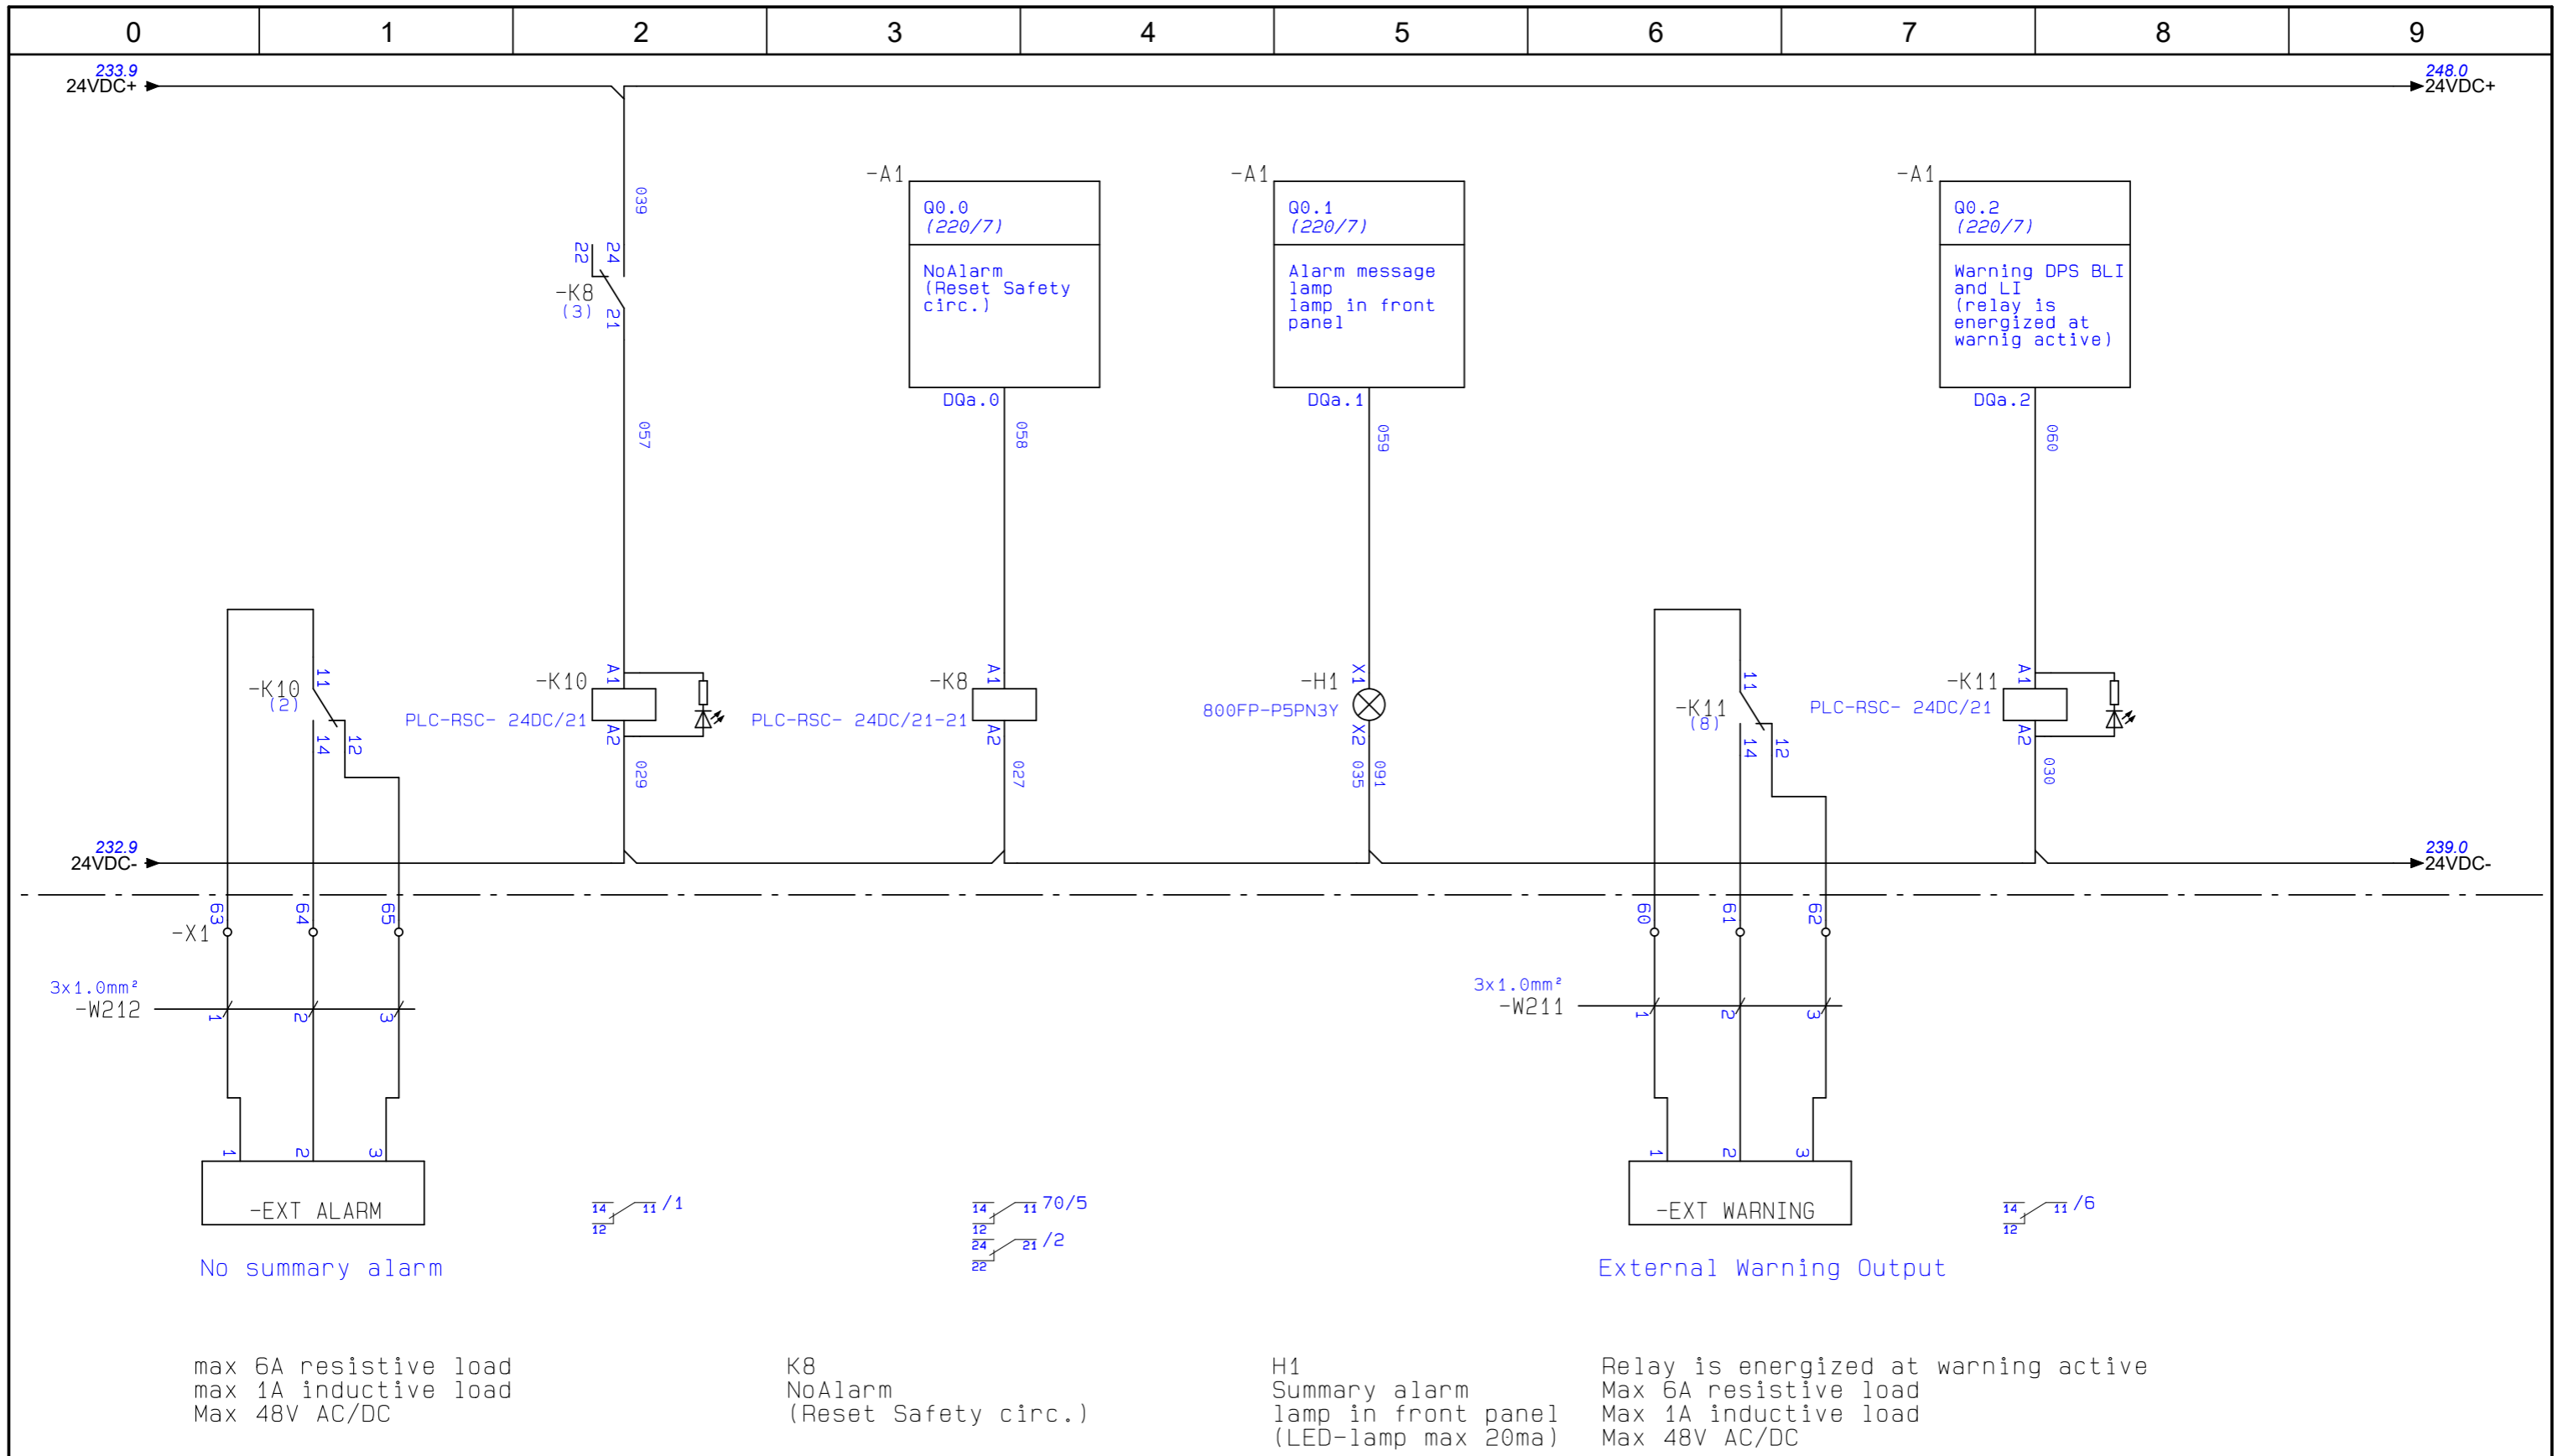 0 1 2 3 4 5 6 7 8 9
233.9
24VDC+
248.0
24VDC+
039
22 24
-K8
(3)
21
057
-A1
Q0.0
(220/7)
NoAlarm
(Reset Safety
circ.)
DQa.0
058
-A1
Q0.1
(220/7)
Alarm message
lamp
lamp in front
panel
DQa.1
059
-A1
Q0.2
(220/7)
Warning DPS BLI
and LI
(relay is
energized at
warnig active)
DQa.2
060
11
-K10
(2)
14 12
A1
-K10
PLC-RSC- 24DC/21
A2
029
A1
-K8
PLC-RSC- 24DC/21-21
A2
027
X1
-H1
800FP-P5PN3Y
X2
035 091
11
-K11
(8)
14 12
A1
-K11
PLC-RSC- 24DC/21
A2
030
232.9
24VDC-
239.0
24VDC-
63 64 65
-X1
60 61 62
3x1.0mm²
-W212
1 2 3
3x1.0mm²
-W211
1 2 3
1 2 3
-EXT ALARM
No summary alarm
14 11 /1
12
14 11 70/5
12
24 21 /2
22
1 2 3
-EXT WARNING
External Warning Output
14 11 /6
12
max 6A resistive load
max 1A inductive load
Max 48V AC/DC
K8
NoAlarm
(Reset Safety circ.)
H1
Summary alarm
lamp in front panel
(LED-lamp max 20ma)
Relay is energized at warning active
Max 6A resistive load
Max 1A inductive load
Max 48V AC/DC